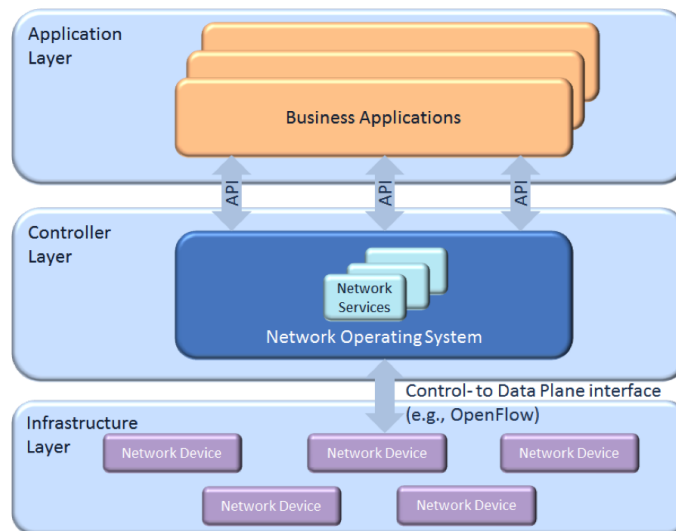 Application
Layer
Business Applications
API
API
API
Controller
Layer
Network
Services
Network Operating System
Control- to Data Plane interface
(e.g., OpenFlow)
Infrastructure
Layer
Network Device
Network Device
Network Device
Network Device
Network Device